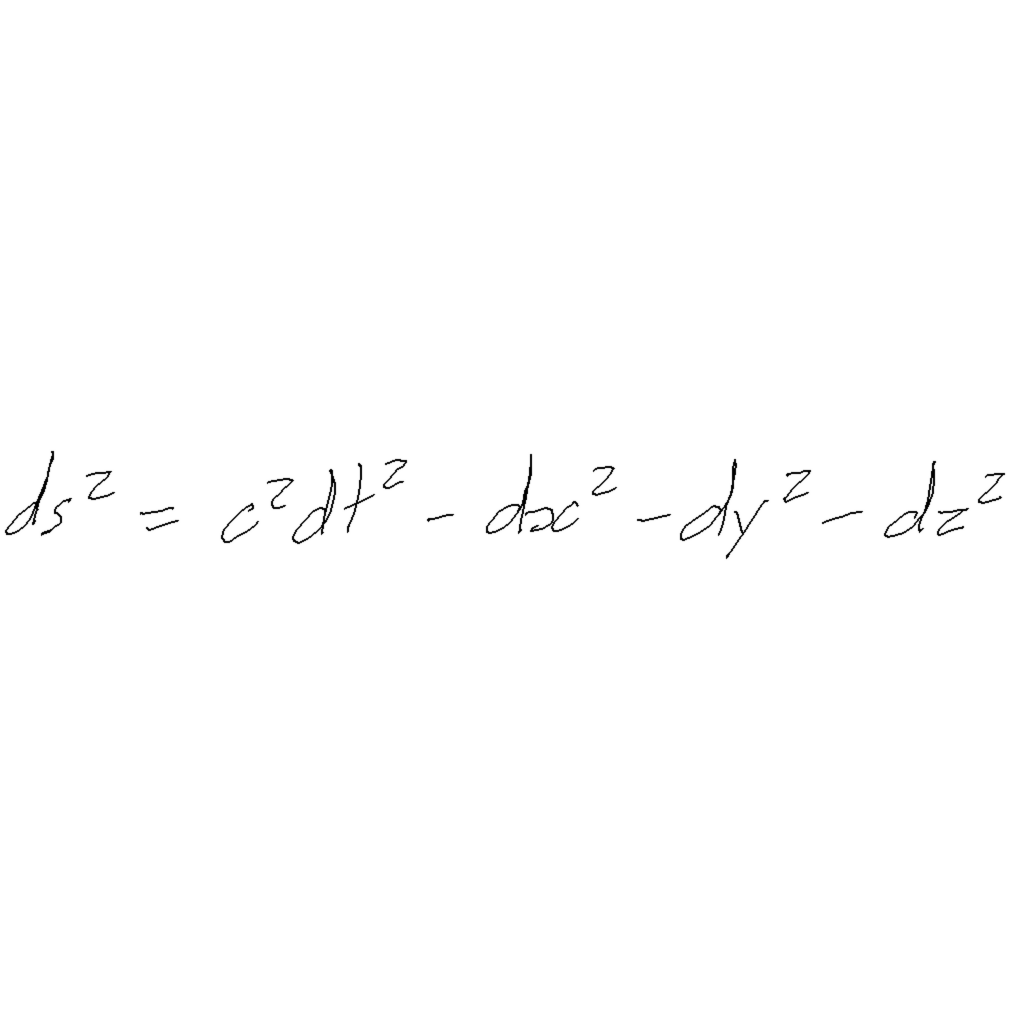 ds² = c²dt² - dx² - dy² - dz²